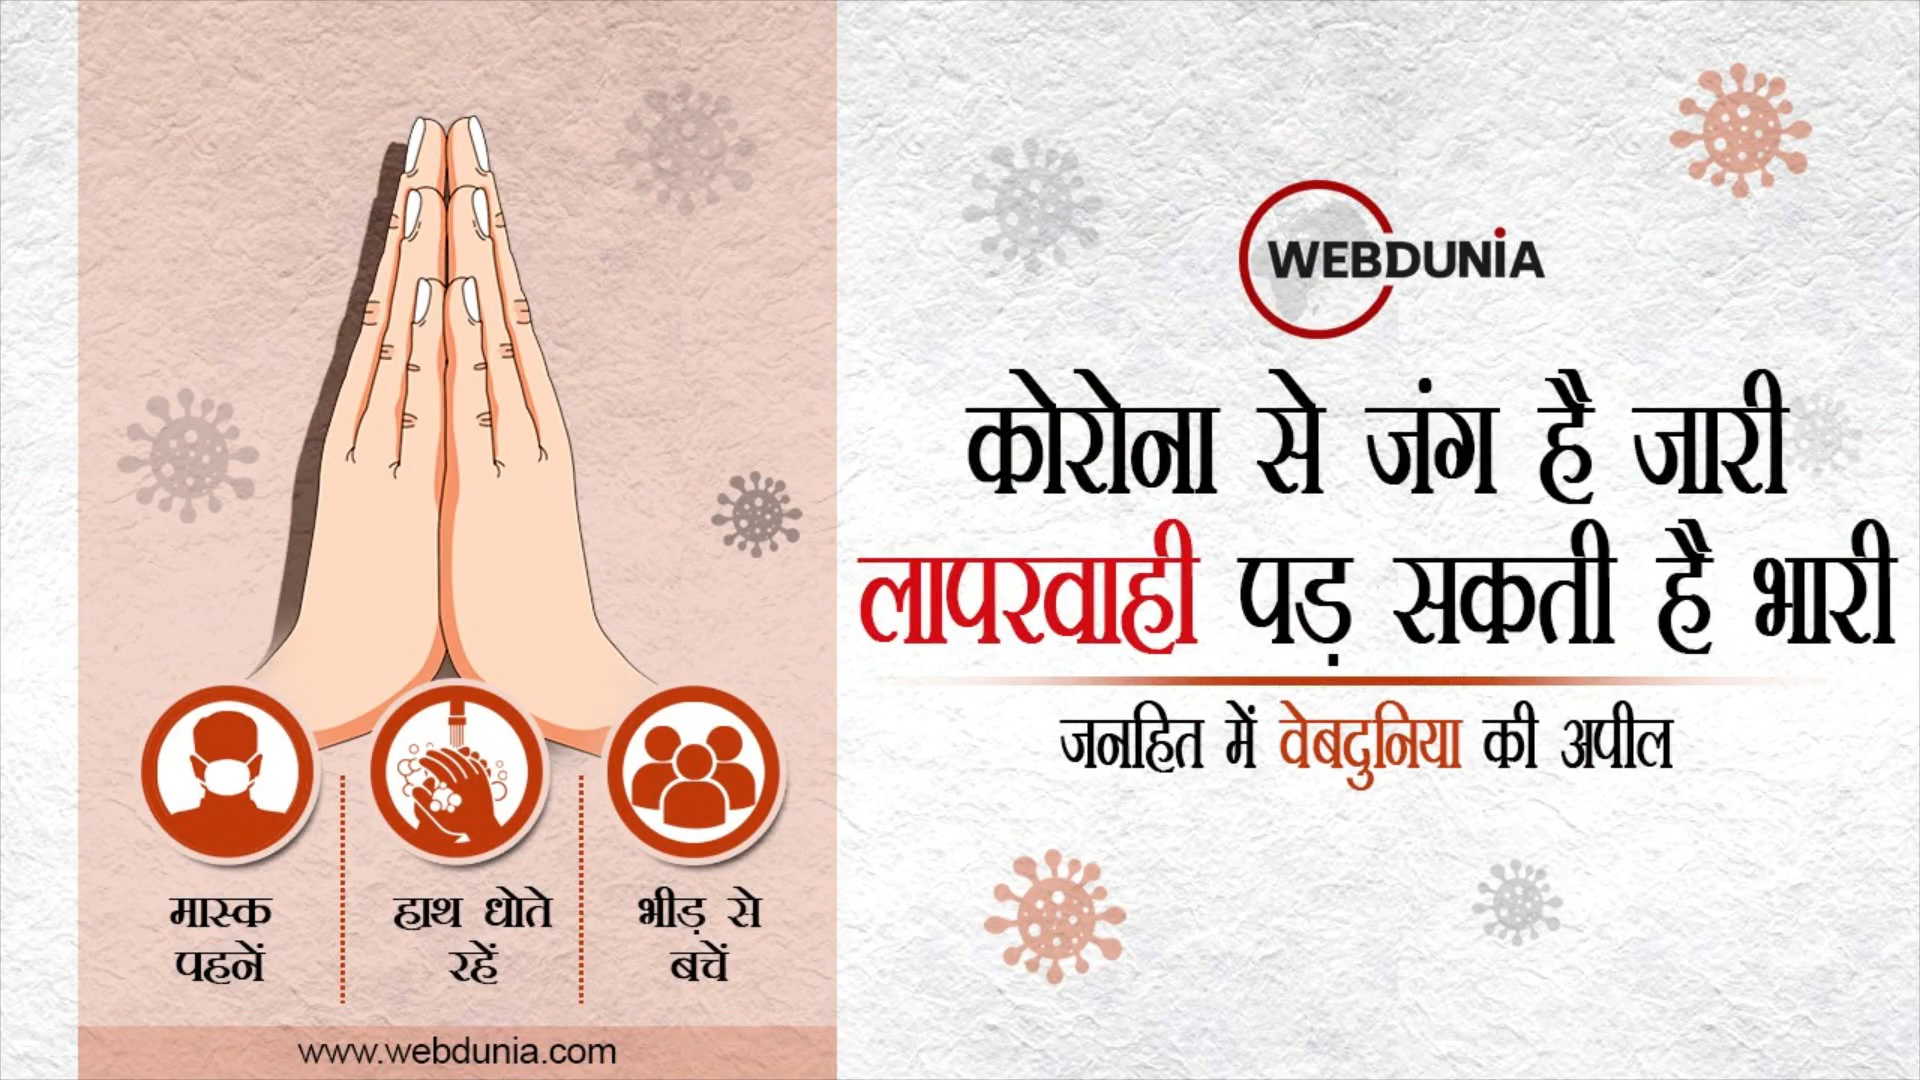 मास्क
पहनें
हाथ धोते
रहें
भीड़ से
बचें
www.webdunia.com
WEBDUNiA
कोरोना से जंग है जारी
लापरवाही पड़ सकती है भारी
जनहित में वेबदुनिया की अपील